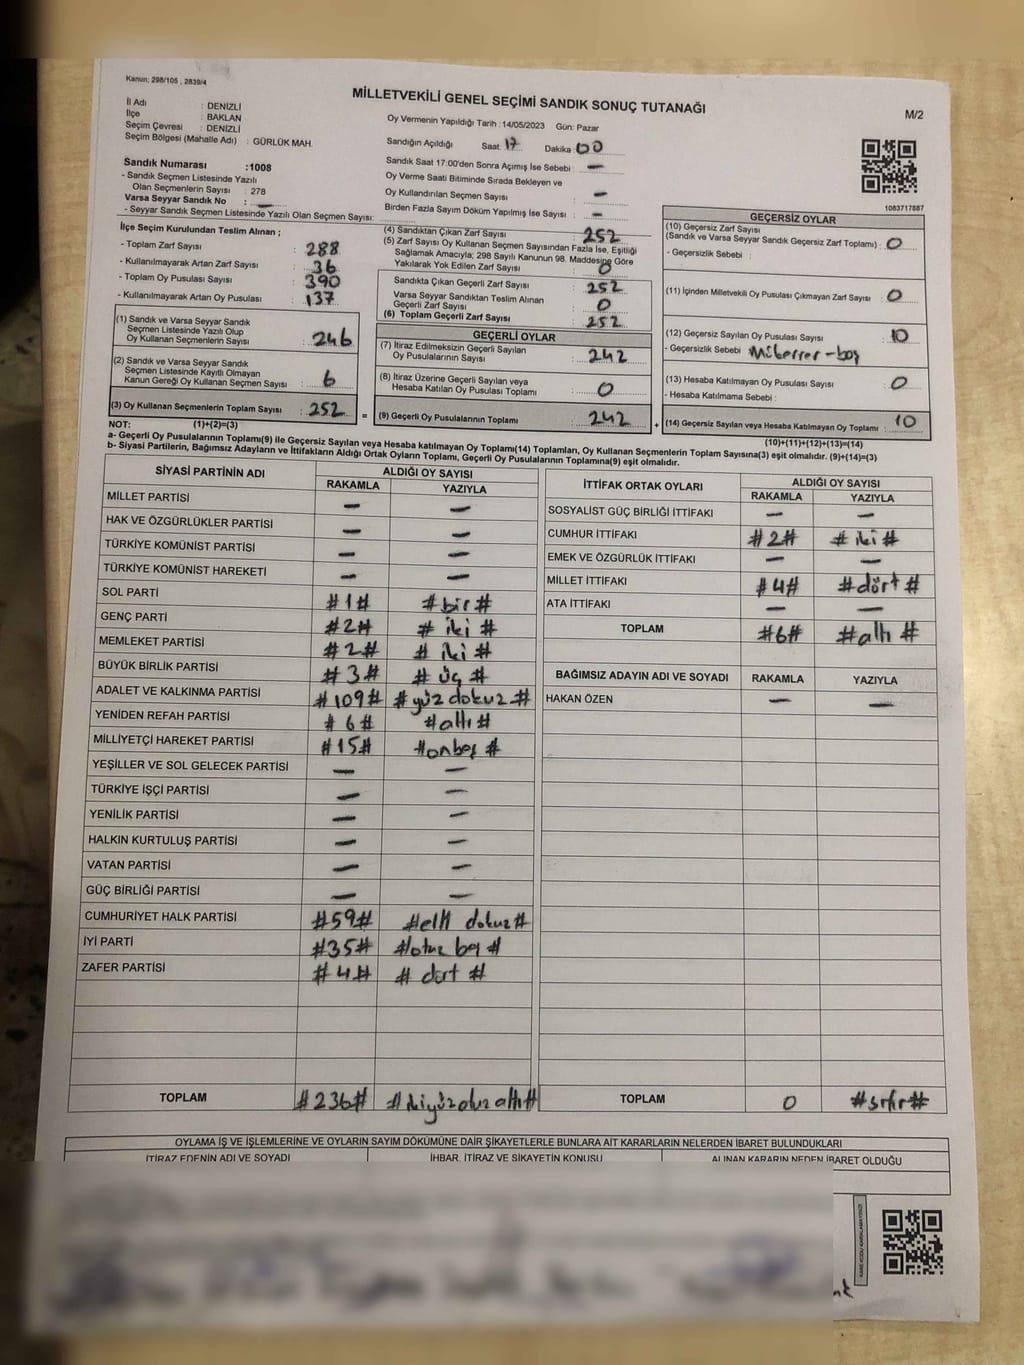 Kanun; 298/105 , 2839/4
MİLLETVEKİLİ GENEL SEÇİMİ SANDIK SONUÇ TUTANAĞI
M/2
İl Adı : DENİZLİ
İlçe : BAKLAN
Seçim Çevresi : DENİZLİ
Seçim Bölgesi (Mahalle Adı) : GÜRLÜK MAH.
Sandık Numarası :1008
- Sandık Seçmen Listesinde Yazılı
Olan Seçmenlerin Sayısı : 278
Varsa Seyyar Sandık No : —
- Seyyar Sandık Seçmen Listesinde Yazılı Olan Seçmen Sayısı:
Oy Vermenin Yapıldığı Tarih :14/05/2023 Gün: Pazar
Sandığın Açıldığı Saat: 17 Dakika: 00
Sandık Saat 17:00'den Sonra Açımış İse Sebebi : —
Oy Verme Saati Bitiminde Sırada Bekleyen ve
Oy Kullandırılan Seçmen Sayısı : —
Birden Fazla Sayım Döküm Yapılmış İse Sayısı : —
1083717887
İlçe Seçim Kurulundan Teslim Alınan ;
- Toplam Zarf Sayısı : 288
- Kullanılmayarak Artan Zarf Sayısı : 36
- Toplam Oy Pusulası Sayısı : 390
- Kullanılmayarak Artan Oy Pusulası : 137
(1) Sandık ve Varsa Seyyar Sandık
Seçmen Listesinde Yazılı Olup
Oy Kullanan Seçmenlerin Sayısı : 246
(2) Sandık ve Varsa Seyyar Sandık
Seçmen Listesinde Kayıtlı Olmayan
Kanun Gereği Oy Kullanan Seçmen Sayısı : 6
(3) Oy Kullanan Seçmenlerin Toplam Sayısı : 252
(4) Sandıktan Çıkan Zarf Sayısı : 252
(5) Zarf Sayısı Oy Kullanan Seçmen Sayısından Fazla İse, Eşitliği
Sağlamak Amacıyla; 298 Sayılı Kanunun 98. Maddesine Göre
Yakılarak Yok Edilen Zarf Sayısı : 0
Sandıkta Çıkan Geçerli Zarf Sayısı : 252
Varsa Seyyar Sandıktan Teslim Alınan
Geçerli Zarf Sayısı : 0
(6) Toplam Geçerli Zarf Sayısı : 252
GEÇERLİ OYLAR
(7) İtiraz Edilmeksizin Geçerli Sayılan
Oy Pusulalarının Sayısı : 242
(8) İtiraz Üzerine Geçerli Sayılan veya
Hesaba Katılan Oy Pusulası Toplamı : 0
= (9) Geçerli Oy Pusulalarının Toplamı : 242
GEÇERSİZ OYLAR
(10) Geçersiz Zarf Sayısı
(Sandık ve Varsa Seyyar Sandık Geçersiz Zarf Toplamı) : 0
- Geçersizlik Sebebi :
(11) İçinden Milletvekili Oy Pusulası Çıkmayan Zarf Sayısı : 0
(12) Geçersiz Sayılan Oy Pusulası Sayısı : 10
- Geçersizlik Sebebi :
(13) Hesaba Katılmayan Oy Pusulası Sayısı : 0
- Hesaba Katılmama Sebebi :
+ (14) Geçersiz Sayılan veya Hesaba Katılmayan Oy Toplamı : 10
NOT: (1)+(2)=(3)
(10)+(11)+(12)+(13)=(14)
a- Geçerli Oy Pusulalarının Toplamı(9) ile Geçersiz Sayılan veya Hesaba katılmayan Oy Toplamı(14) Toplamları, Oy Kullanan Seçmenlerin Toplam Sayısına(3) eşit olmalıdır. (9)+(14)=(3)
b- Siyasi Partilerin, Bağımsız Adayların ve İttifakların Aldığı Ortak Oyların Toplamı, Geçerli Oy Pusulalarının Toplamına(9) eşit olmalıdır.
SİYASİ PARTİNİN ADI ALDIĞI OY SAYISI
RAKAMLA YAZIYLA
MİLLET PARTİSİ — —
HAK VE ÖZGÜRLÜKLER PARTİSİ — —
TÜRKİYE KOMÜNİST PARTİSİ — —
TÜRKİYE KOMÜNİST HAREKETİ — —
SOL PARTİ #1# #bir#
GENÇ PARTİ #2# #iki#
MEMLEKET PARTİSİ #2# #iki#
BÜYÜK BİRLİK PARTİSİ #3# #üç#
ADALET VE KALKINMA PARTİSİ #109# #yüz dokuz#
YENİDEN REFAH PARTİSİ #6# #altı#
MİLLİYETÇİ HAREKET PARTİSİ #15# #onbeş#
YEŞİLLER VE SOL GELECEK PARTİSİ — —
TÜRKİYE İŞÇİ PARTİSİ — —
YENİLİK PARTİSİ — —
HALKIN KURTULUŞ PARTİSİ — —
VATAN PARTİSİ — —
GÜÇ BİRLİĞİ PARTİSİ — —
CUMHURİYET HALK PARTİSİ #59# #elli dokuz#
İYİ PARTİ #35# #otuz beş#
ZAFER PARTİSİ #4# #dört#
TOPLAM #236# #ikiyüzotuz altı#
İTTİFAK ORTAK OYLARI ALDIĞI OY SAYISI
RAKAMLA YAZIYLA
SOSYALİST GÜÇ BİRLİĞİ İTTİFAKI — —
CUMHUR İTTİFAKI #2# #iki#
EMEK VE ÖZGÜRLÜK İTTİFAKI — —
MİLLET İTTİFAKI #4# #dört#
ATA İTTİFAKI — —
TOPLAM #6# #altı#
BAĞIMSIZ ADAYIN ADI VE SOYADI RAKAMLA YAZIYLA
HAKAN ÖZEN — —
TOPLAM 0 #sıfır#
OYLAMA İŞ VE İŞLEMLERİNE VE OYLARIN SAYIM DÖKÜMÜNE DAİR ŞİKAYETLERLE BUNLARA AİT KARARLARIN NELERDEN İBARET BULUNDUKLARI
İTİRAZ EDENİN ADI VE SOYADI İHBAR, İTİRAZ VE ŞİKAYETİN KONUSU ALINAN KARARIN NEDEN İBARET OLDUĞU